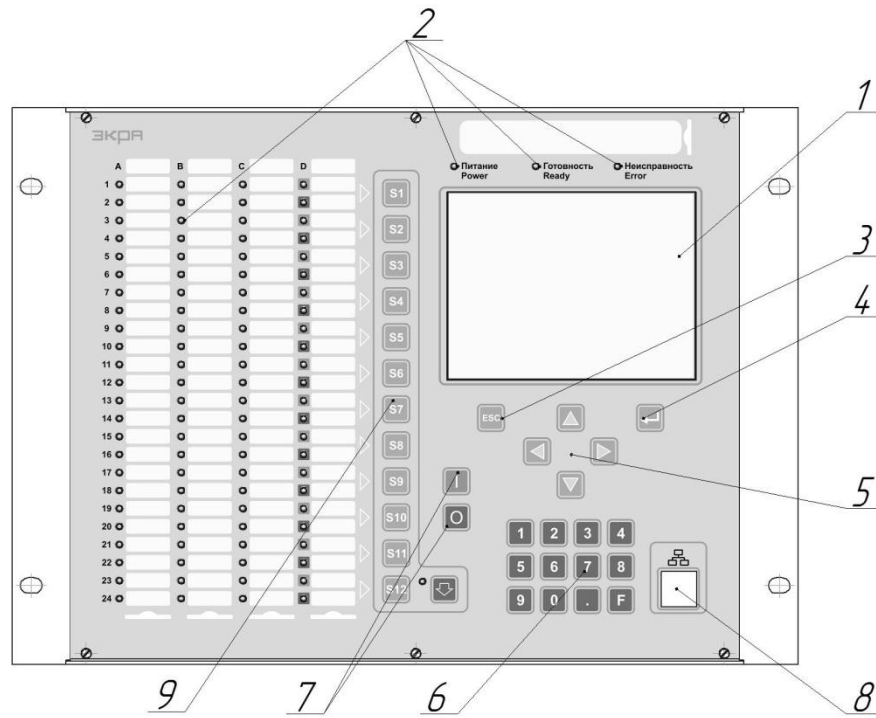 2
1
ЭКРА
Питание
Power
Готовность
Ready
Неисправность
Error
A B C D
1
2
3
4
5
6
7
8
9
10
11
12
13
14
15
16
17
18
19
20
21
22
23
24
S1
S2
S3
S4
S5
S6
S7
S8
S9
S10
S11
S12
3
4
ESC
5
I
O
1 2 3 4
5 6 7 8
9 0 . F
9 7 6 8